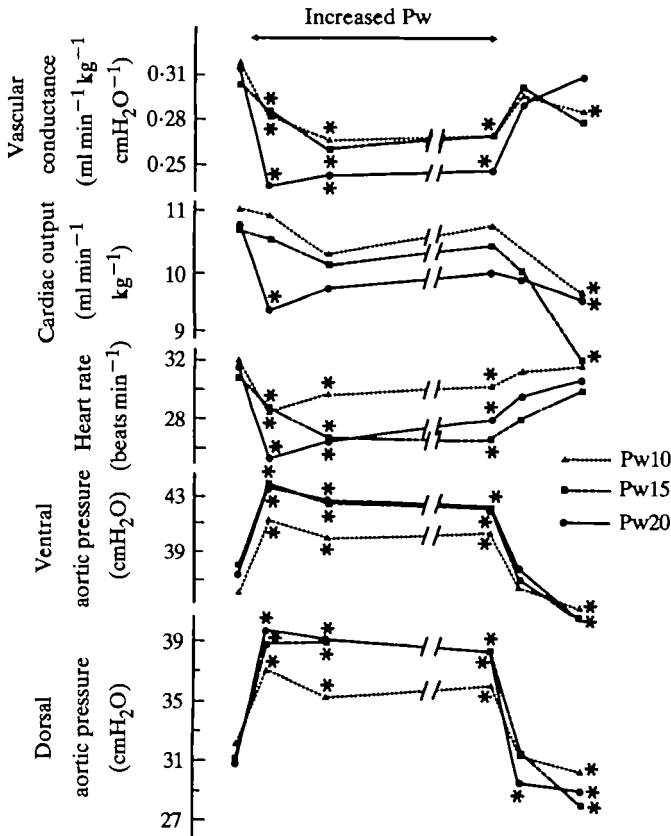 Increased Pw
Vascular
conductance
(ml min⁻¹ kg⁻¹
cmH₂O⁻¹)
0·31
0·28
0·25
Cardiac output
(ml min⁻¹
kg⁻¹)
11
10
9
Heart rate
(beats min⁻¹)
32
28
Ventral
aortic pressure
(cmH₂O)
43
39
Dorsal
aortic pressure
(cmH₂O)
39
35
31
27
Pw10
Pw15
Pw20